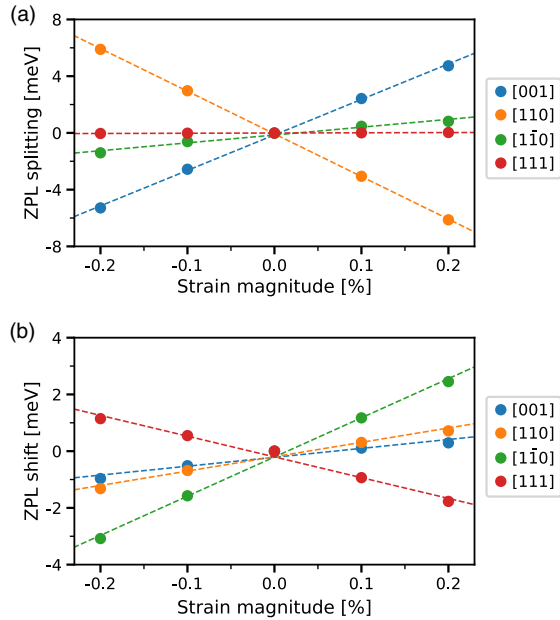 (a)
ZPL splitting [meV]
8
4
0
-4
-8
-0.2 -0.1 0.0 0.1 0.2
Strain magnitude [%]
[001]
[110]
[11̄0]
[111]
(b)
ZPL shift [meV]
4
2
0
-2
-4
-0.2 -0.1 0.0 0.1 0.2
Strain magnitude [%]
[001]
[110]
[11̄0]
[111]